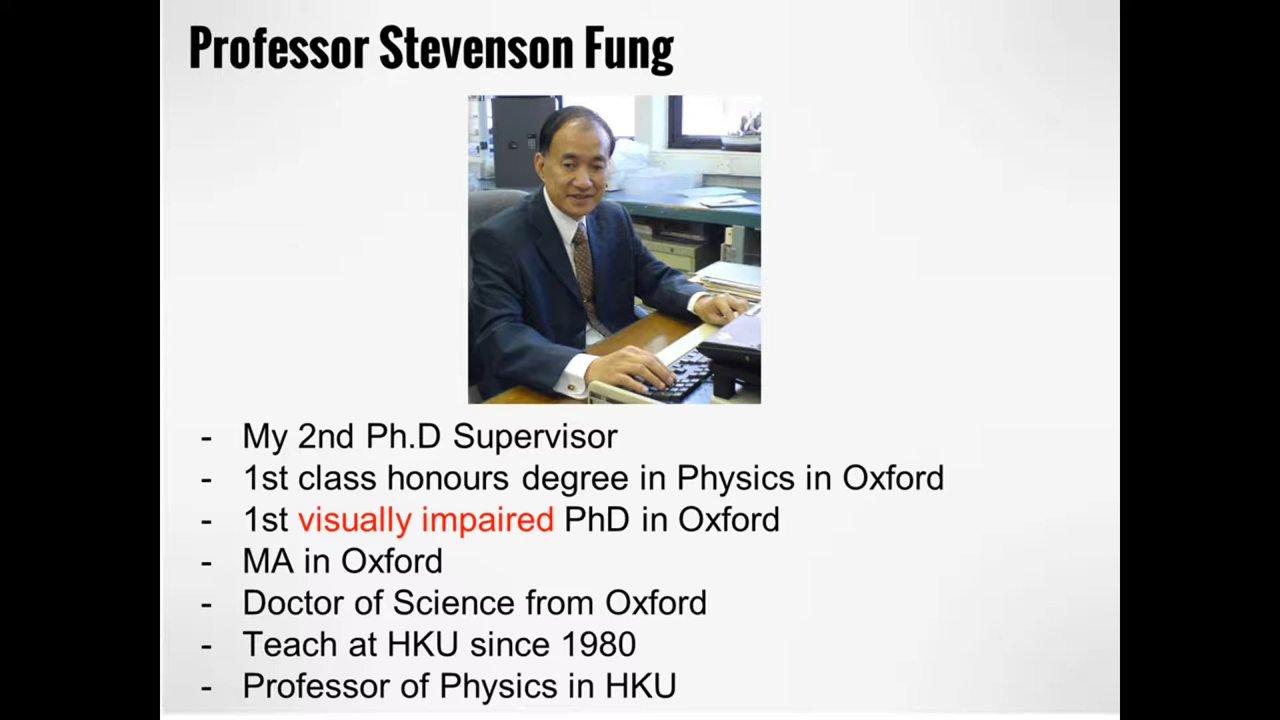 Professor Stevenson Fung
- My 2nd Ph.D Supervisor
- 1st class honours degree in Physics in Oxford
- 1st visually impaired PhD in Oxford
- MA in Oxford
- Doctor of Science from Oxford
- Teach at HKU since 1980
- Professor of Physics in HKU